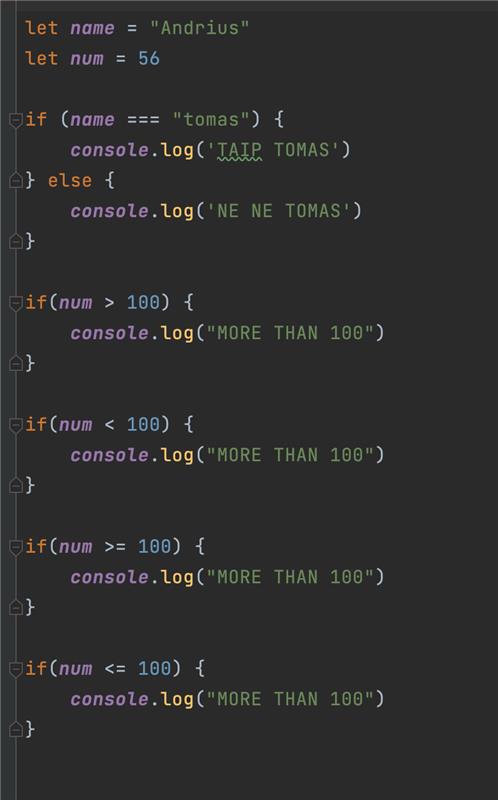 let name = "Andrius"
let num = 56
if (name === "tomas") {
console.log('TAIP TOMAS')
} else {
console.log('NE NE TOMAS')
}
if(num > 100) {
console.log("MORE THAN 100")
}
if(num < 100) {
console.log("MORE THAN 100")
}
if(num >= 100) {
console.log("MORE THAN 100")
}
if(num <= 100) {
console.log("MORE THAN 100")
}